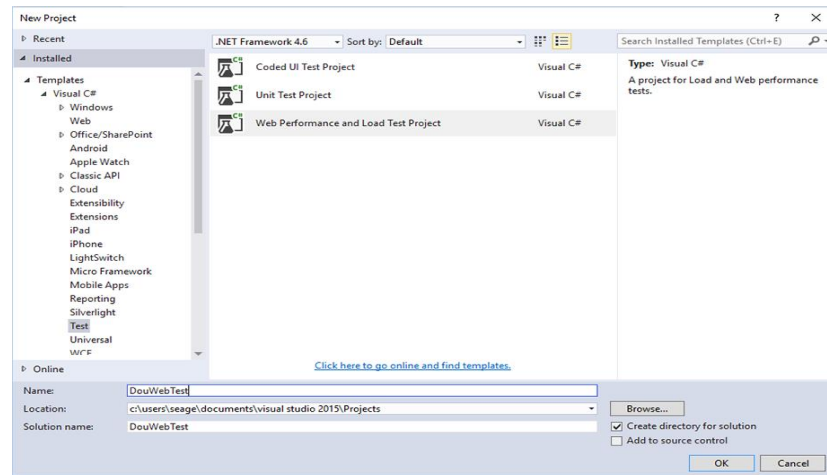 New Project
? ✕
Recent
.NET Framework 4.6 Sort by: Default Search Installed Templates (Ctrl+E)
Installed
Templates
Visual C#
Windows
Web
Office/SharePoint
Android
Apple Watch
Classic API
Cloud
Extensibility
Extensions
iPad
iPhone
LightSwitch
Micro Framework
Mobile Apps
Reporting
Silverlight
Test
Universal
WCF
Online
C# Coded UI Test Project Visual C#
C# Unit Test Project Visual C#
C# Web Performance and Load Test Project Visual C#
Click here to go online and find templates.
Type: Visual C#
A project for Load and Web performance
tests.
Name: DouWebTest
Location: c:\users\seage\documents\visual studio 2015\Projects Browse...
Solution name: DouWebTest
Create directory for solution
Add to source control
OK Cancel